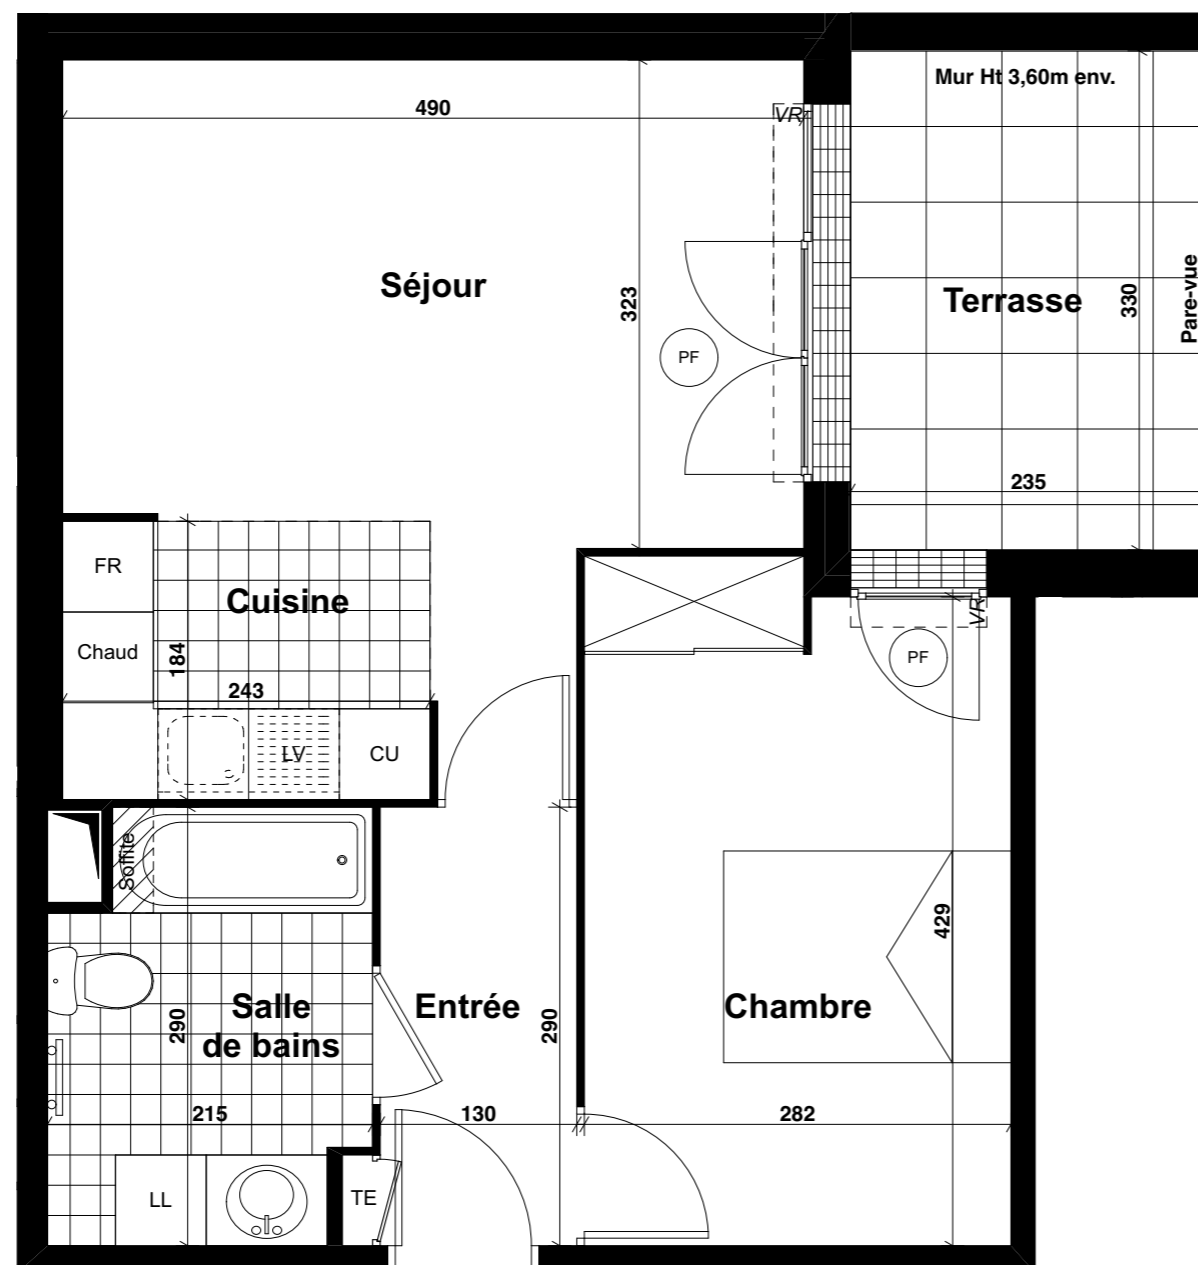 Mur Ht 3,60m env.
490
VR
Séjour
323
PF
Terrasse
330
Pare-vue
235
FR
Cuisine
Chaud
184
243
LV
CU
VR
PF
Soffite
429
Salle
de bains
290
Entrée
290
Chambre
215
130
282
LL
TE